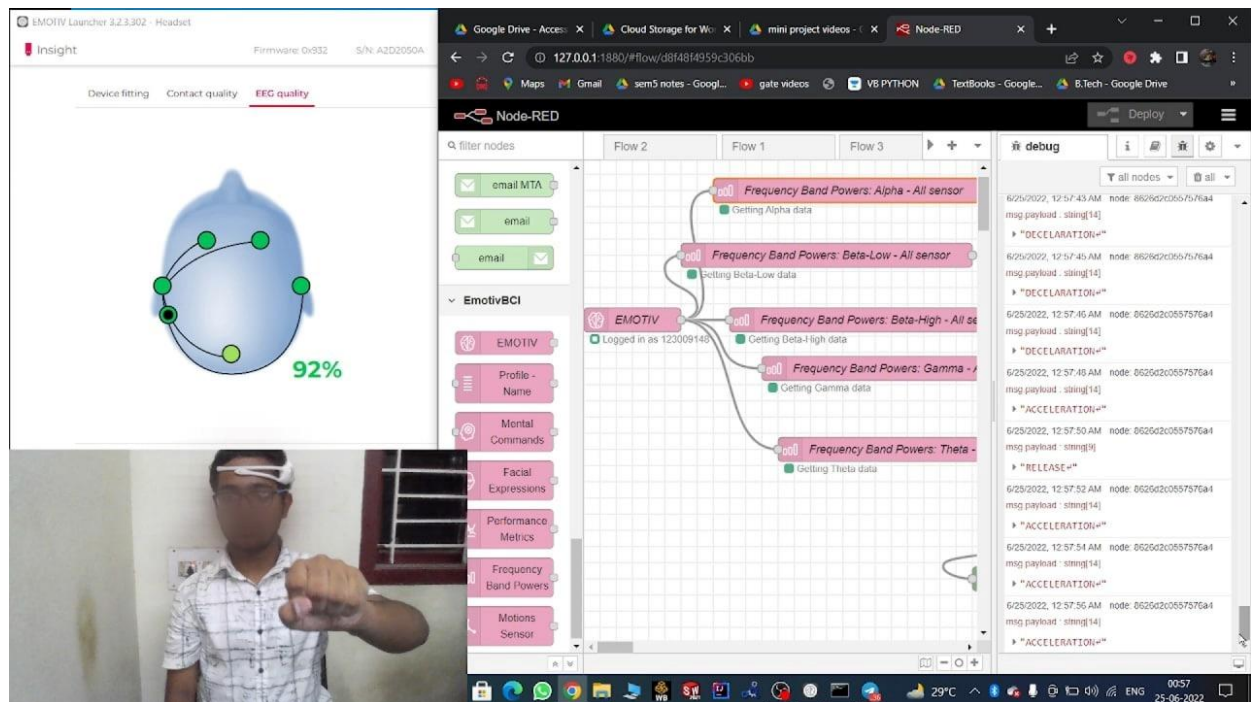 EMOTIV Launcher 3.2.3.302 - Headset
Insight
Firmware: 0x932
S/N: A2D2050A
Device fitting
Contact quality
EEG quality
92%
Google Drive - Access
Cloud Storage for Wo
mini project videos - G
Node-RED
127.0.0.1:1880/#flow/d8f48f4959c306bb
Maps
Gmail
sem5 notes - Googl...
gate videos
VB PYTHON
TextBooks - Google...
B.Tech - Google Drive
Node-RED
Deploy
filter nodes
email MTA
email
email
EmotivBCI
EMOTIV
Profile -
Name
Mental
Commands
Facial
Expressions
Performance
Metrics
Frequency
Band Powers
Motions
Sensor
Flow 2
Flow 1
Flow 3
Frequency Band Powers: Alpha - All sensor
Getting Alpha data
Frequency Band Powers: Beta-Low - All sensor
Getting Beta-Low data
EMOTIV
Logged in as 123009148
Frequency Band Powers: Beta-High - All se
Getting Beta-High data
Frequency Band Powers: Gamma -
Getting Gamma data
Frequency Band Powers: Theta -
Getting Theta data
debug
all nodes
all
6/25/2022, 12:57:43 AM node: 8626d2c0557576a4
msg.payload : string[14]
"DECELARATION↵"
6/25/2022, 12:57:45 AM node: 8626d2c0557576a4
msg.payload : string[14]
"DECELARATION↵"
6/25/2022, 12:57:46 AM node: 8626d2c0557576a4
msg.payload : string[14]
"DECELARATION↵"
6/25/2022, 12:57:48 AM node: 8626d2c0557576a4
msg.payload : string[14]
"ACCELERATION↵"
6/25/2022, 12:57:50 AM node: 8626d2c0557576a4
msg.payload : string[9]
"RELEASE↵"
6/25/2022, 12:57:52 AM node: 8626d2c0557576a4
msg.payload : string[14]
"ACCELERATION↵"
6/25/2022, 12:57:54 AM node: 8626d2c0557576a4
msg.payload : string[14]
"ACCELERATION↵"
6/25/2022, 12:57:56 AM node: 8626d2c0557576a4
msg.payload : string[14]
"ACCELERATION↵"
29°C
ENG
00:57
25-06-2022